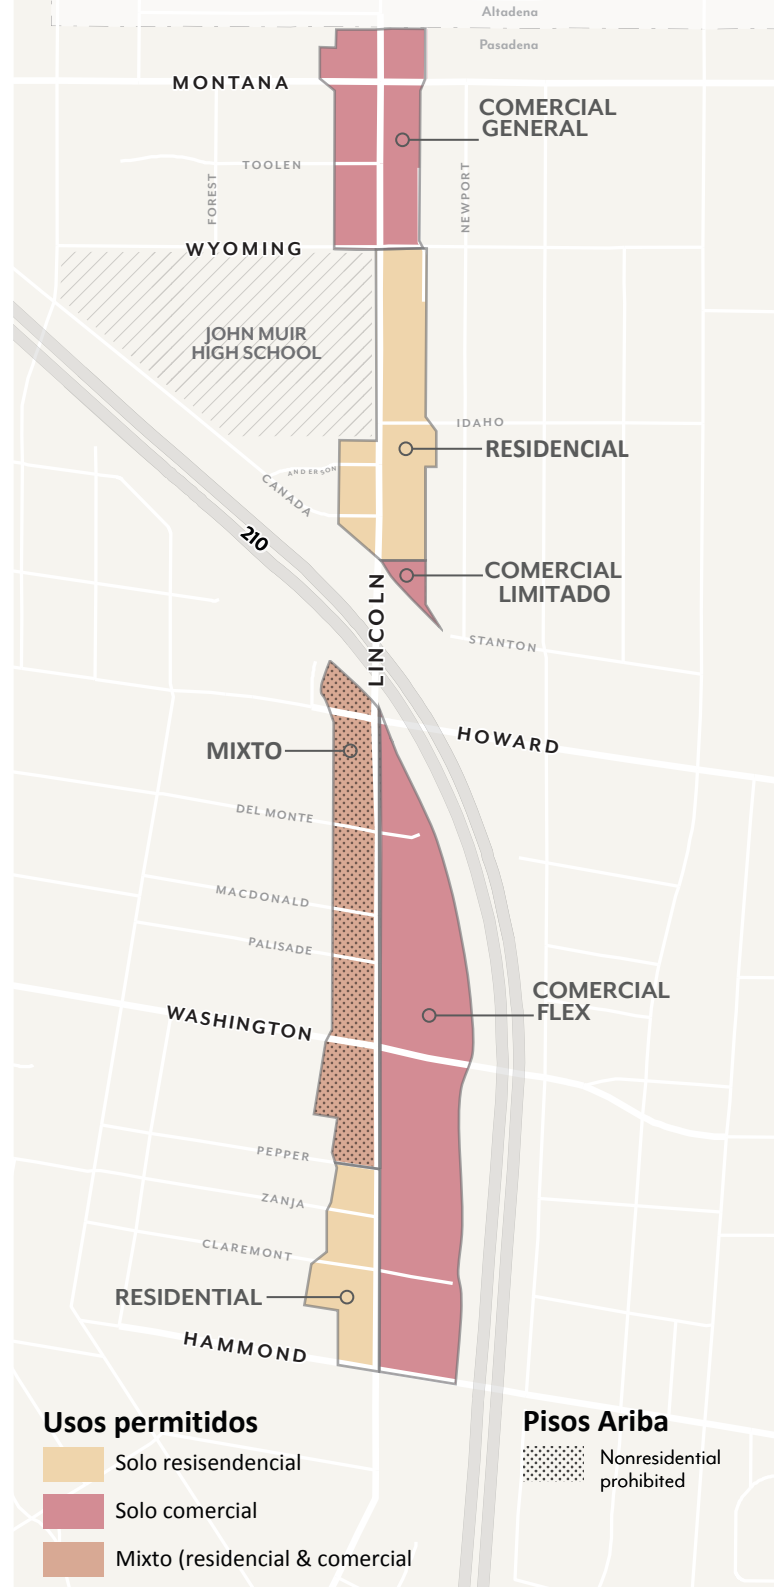 Altadena
Pasadena
MONTANA
COMERCIAL
GENERAL
TOOLEN
FOREST
NEWPORT
WYOMING
JOHN MUIR
HIGH SCHOOL
IDAHO
RESIDENCIAL
ANDERSON
CANADA
210
COMERCIAL
LIMITADO
LINCOLN
STANTON
HOWARD
MIXTO
DEL MONTE
MACDONALD
PALISADE
COMERCIAL
FLEX
WASHINGTON
PEPPER
ZANJA
CLAREMONT
RESIDENTIAL
HAMMOND
Usos permitidos
Solo resisendencial
Solo comercial
Mixto (residencial & comercial
Pisos Ariba
Nonresidential
prohibited